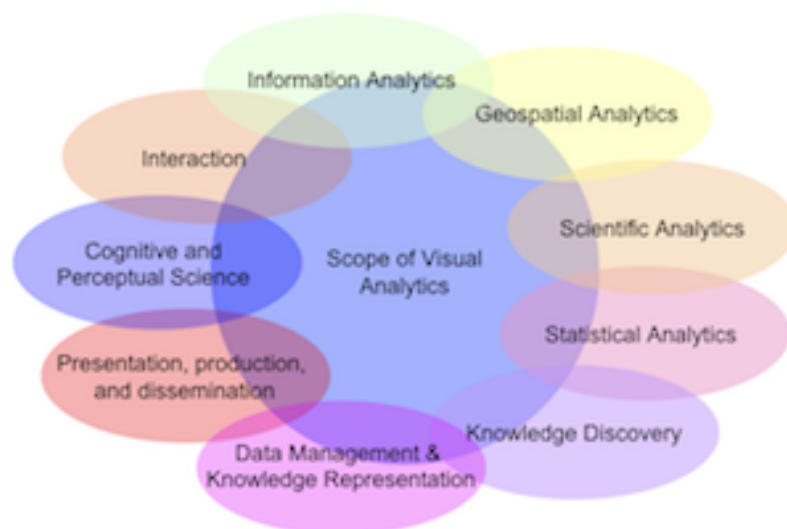 Information Analytics
Geospatial Analytics
Interaction
Scientific Analytics
Cognitive and
Perceptual Science
Scope of Visual
Analytics
Statistical Analytics
Presentation, production,
and dissemination
Knowledge Discovery
Data Management &
Knowledge Representation